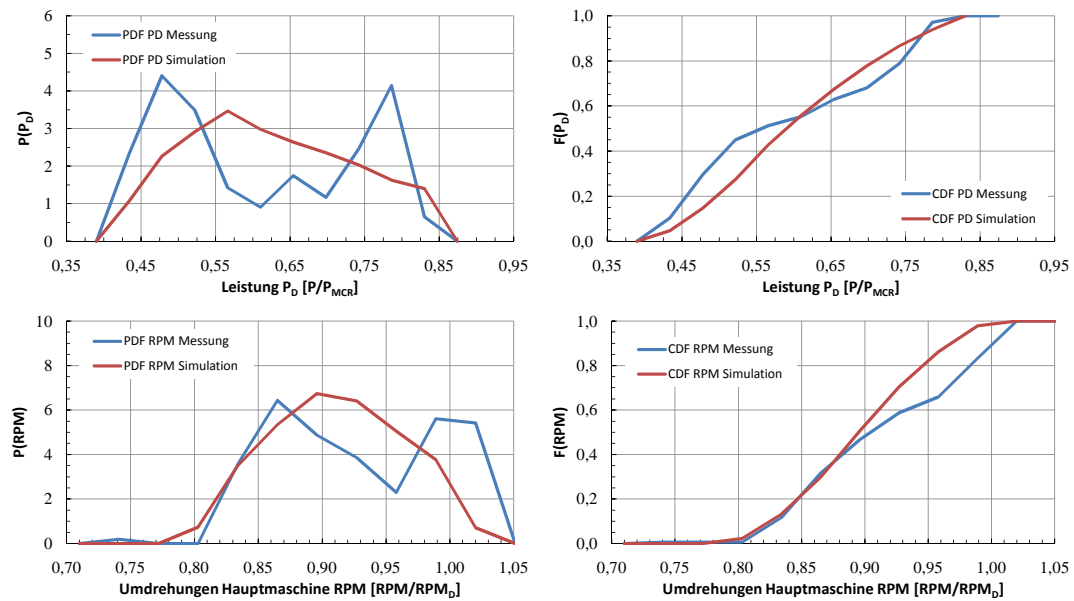 6
5
4
3
2
1
0
P(P_D)
PDF PD Messung
PDF PD Simulation
0,35 0,45 0,55 0,65 0,75 0,85 0,95
Leistung P_D [P/P_MCR]
1,0
0,8
0,6
0,4
0,2
0,0
F(P_D)
CDF PD Messung
CDF PD Simulation
0,35 0,45 0,55 0,65 0,75 0,85 0,95
Leistung P_D [P/P_MCR]
10
8
6
4
2
0
P(RPM)
PDF RPM Messung
PDF RPM Simulation
0,70 0,75 0,80 0,85 0,90 0,95 1,00 1,05
Umdrehungen Hauptmaschine RPM [RPM/RPM_D]
1,0
0,8
0,6
0,4
0,2
0,0
F(RPM)
CDF RPM Messung
CDF RPM Simulation
0,70 0,75 0,80 0,85 0,90 0,95 1,00 1,05
Umdrehungen Hauptmaschine RPM [RPM/RPM_D]